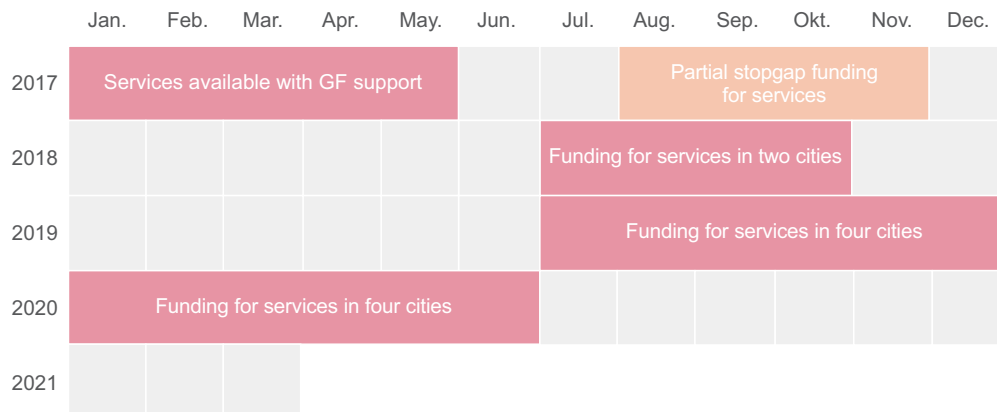 Jan. Feb. Mar. Apr. May. Jun. Jul. Aug. Sep. Okt. Nov. Dec.
2017 Services available with GF support Partial stopgap funding
for services
2018 Funding for services in two cities
2019 Funding for services in four cities
2020 Funding for services in four cities
2021